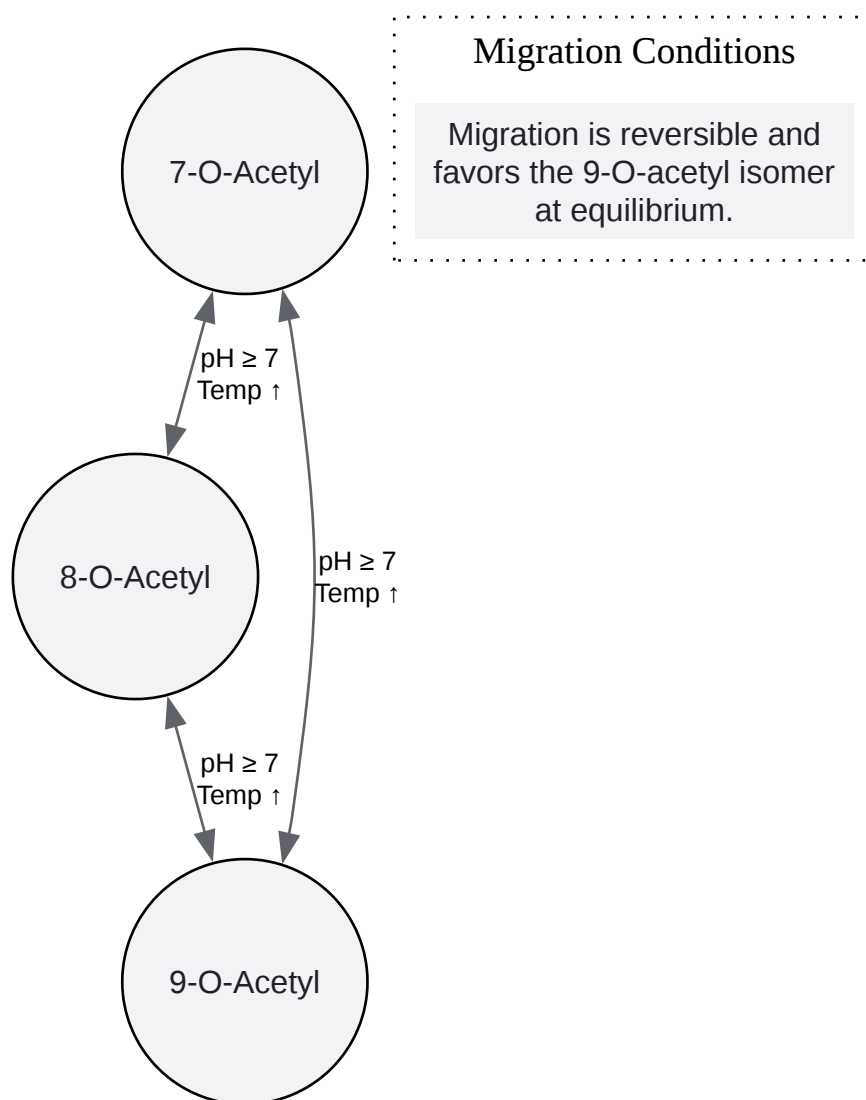 Migration Conditions
Migration is reversible and
favors the 9-O-acetyl isomer
at equilibrium.
7-O-Acetyl
pH ≥ 7
Temp ↑
8-O-Acetyl
pH ≥ 7
Temp ↑
pH ≥ 7
Temp ↑
9-O-Acetyl